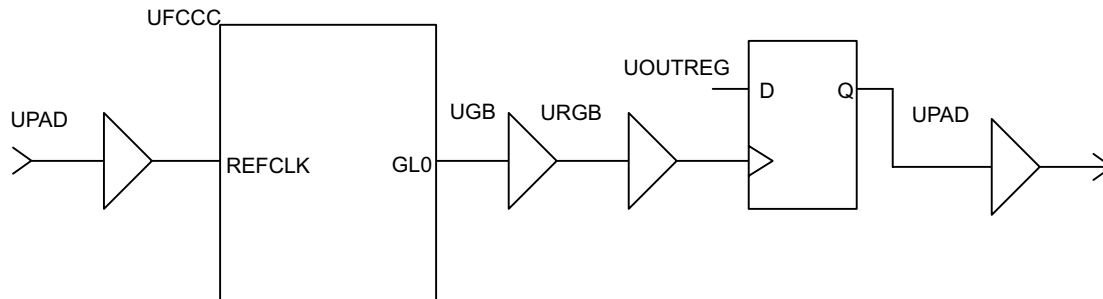 UFCCC
UOUTREG
D
Q
UPAD
UGB
URGB
UPAD
REFCLK
GL0